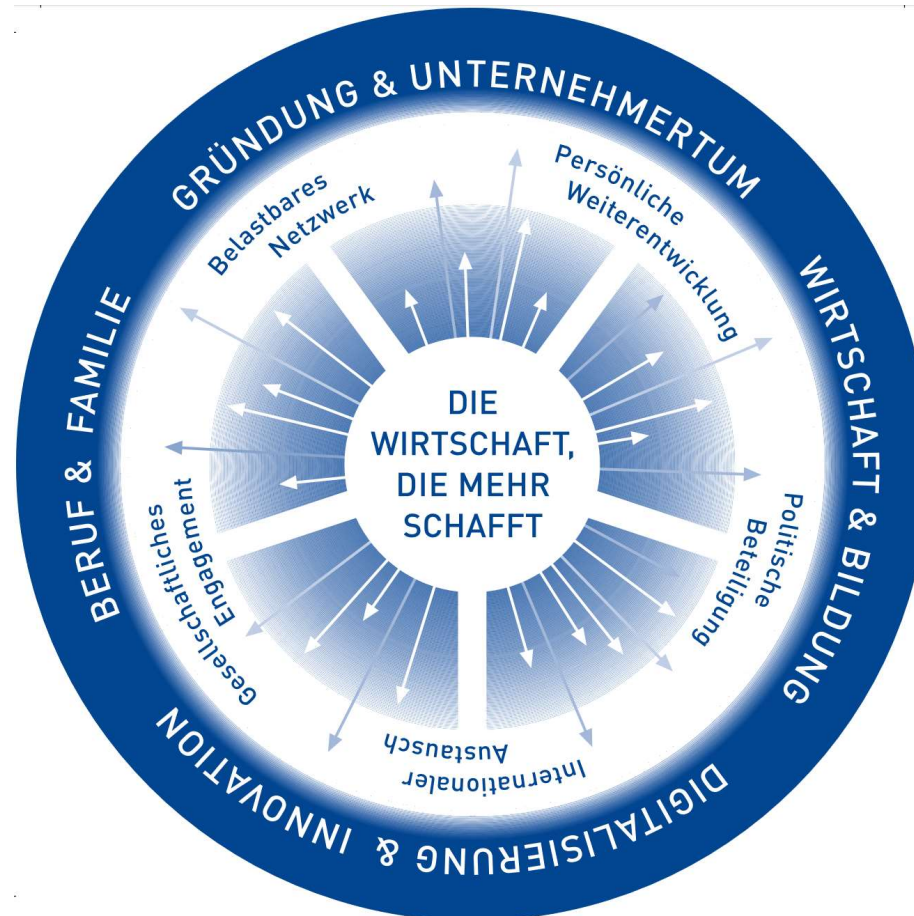 GRÜNDUNG & UNTERNEHMERTUM
WIRTSCHAFT & BILDUNG
DIGITALISIERUNG & INNOVATION
BERUF & FAMILIE
Belastbares
Netzwerk
Persönliche
Weiterentwicklung
Politische
Beteiligung
Internationaler
Austausch
Gesellschaftliches
Engagement
DIE
WIRTSCHAFT,
DIE MEHR
SCHAFFT